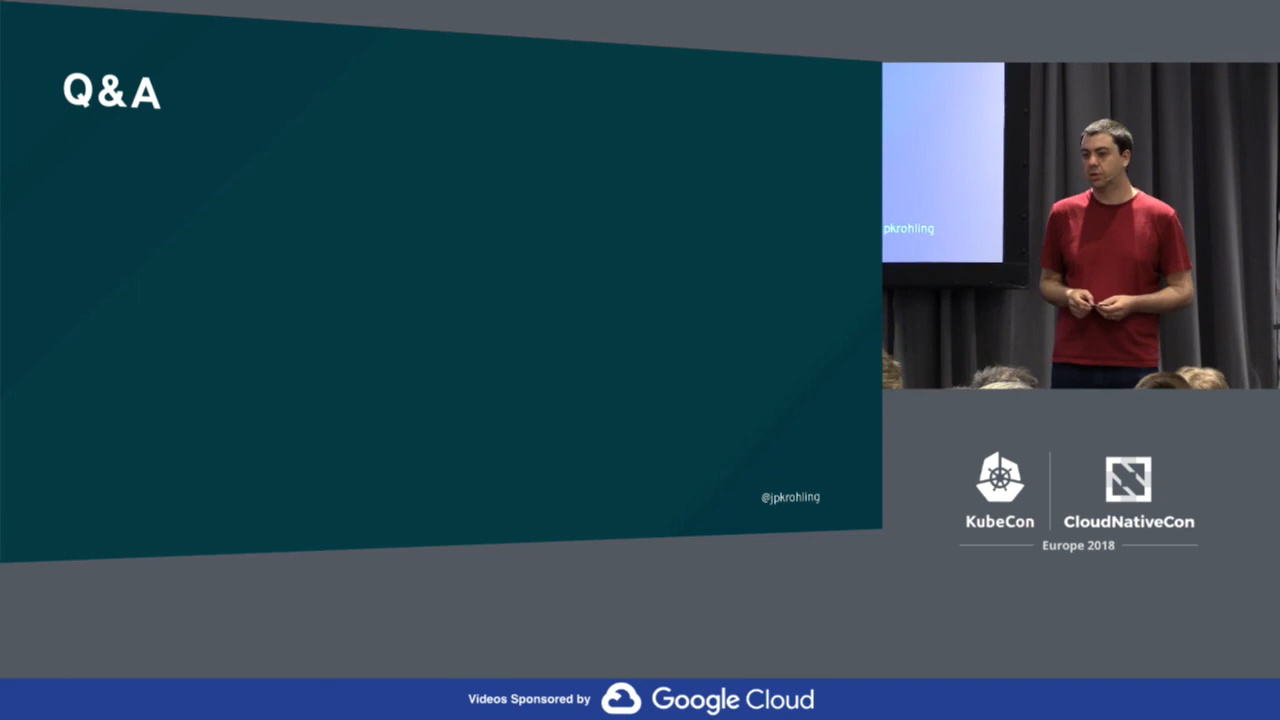 Q&A
pkrohling
@jpkrohling
KubeCon
CloudNativeCon
Europe 2018
Videos Sponsored by Google Cloud